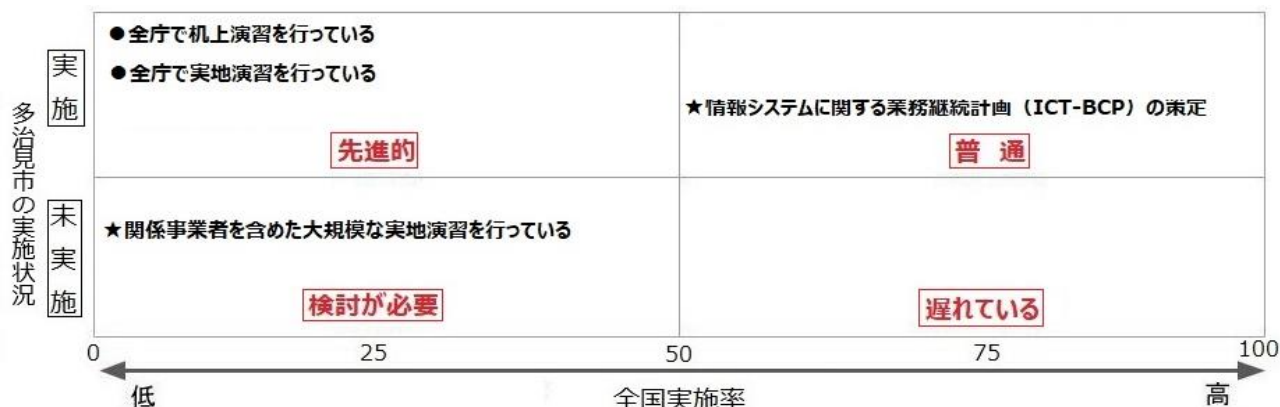 ●全庁で机上演習を行っている
●全庁で実地演習を行っている
★情報システムに関する業務継続計画（ICT-BCP）の策定
先進的
普 通
★関係事業者を含めた大規模な実地演習を行っている
検討が必要
遅れている
多治見市の実施状況
実施
未実施
0
25
50
75
100
低
全国実施率
高